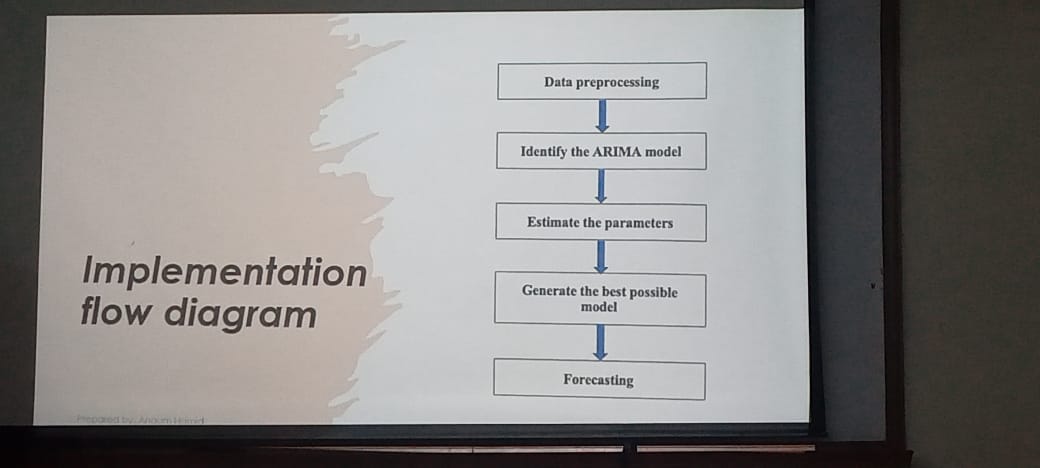 Implementation
flow diagram
Data preprocessing
Identify the ARIMA model
Estimate the parameters
Generate the best possible
model
Forecasting
Prepared by: